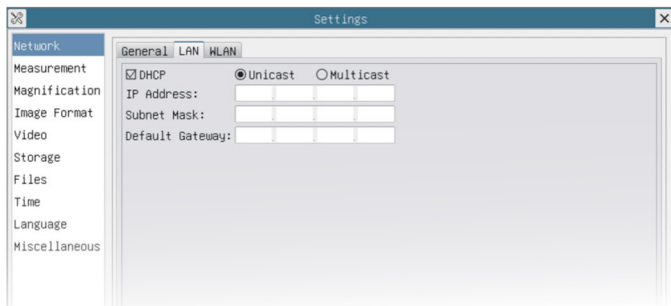 Settings
Network
Measurement
Magnification
Image Format
Video
Storage
Files
Time
Language
Miscellaneous
General LAN WLAN
DHCP Unicast Multicast
IP Address:
Subnet Mask:
Default Gateway: